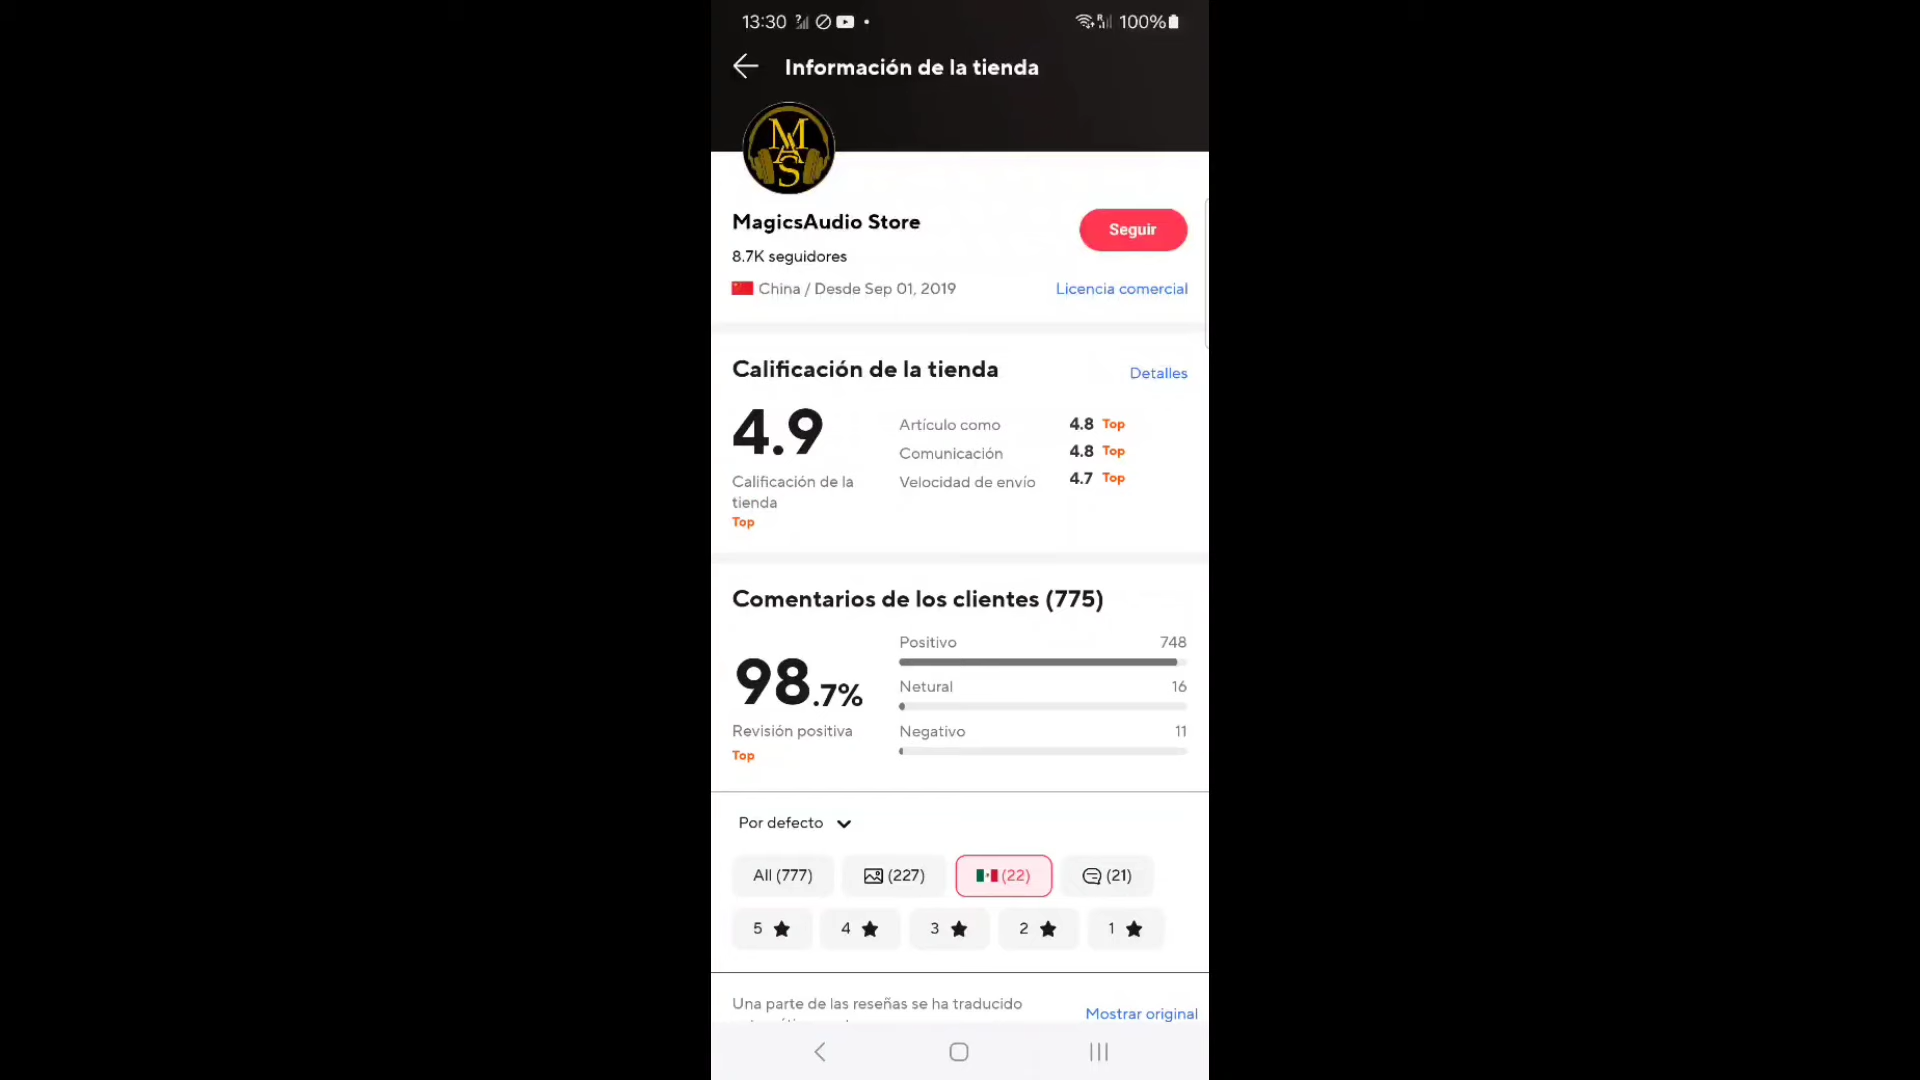 13:30 100%
Información de la tienda
MAS
MagicsAudio Store
Seguir
8.7K seguidores
China / Desde Sep 01, 2019 Licencia comercial
Calificación de la tienda Detalles
4.9
Calificación de la
tienda
Top
Artículo como 4.8 Top
Comunicación 4.8 Top
Velocidad de envío 4.7 Top
Comentarios de los clientes (775)
98.7%
Revisión positiva
Top
Positivo 748
Netural 16
Negativo 11
Por defecto
All (777) (227) (22) (21)
5 4 3 2 1
Una parte de las reseñas se ha traducido
Mostrar original